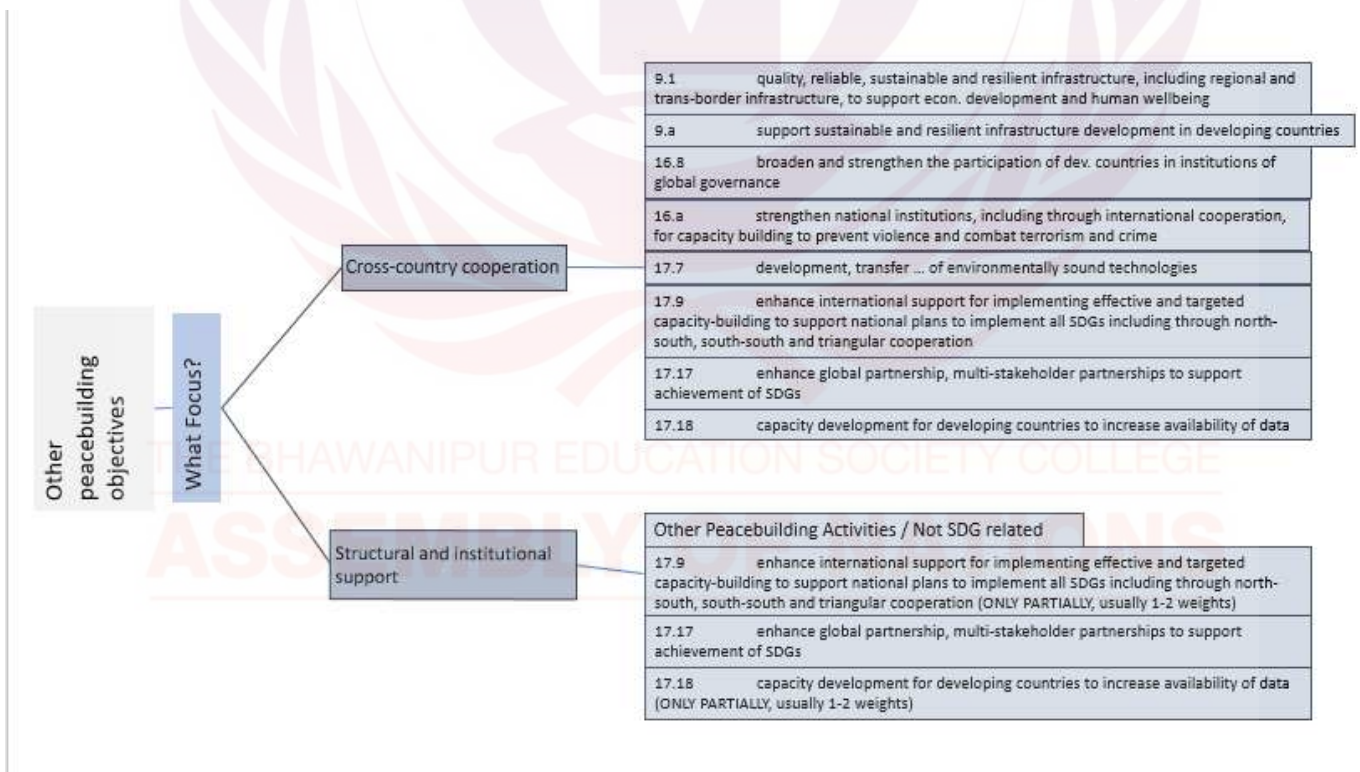 9.1 quality, reliable, sustainable and resilient infrastructure, including regional and
trans-border infrastructure, to support econ. development and human wellbeing
9.a support sustainable and resilient infrastructure development in developing countries
16.8 broaden and strengthen the participation of dev. countries in institutions of
global governance
16.a strengthen national institutions, including through international cooperation,
for capacity building to prevent violence and combat terrorism and crime
Cross-country cooperation
17.7 development, transfer ... of environmentally sound technologies
17.9 enhance international support for implementing effective and targeted
capacity-building to support national plans to implement all SDGs including through north-
south, south-south and triangular cooperation
Other
peacebuilding
objectives
What Focus?
17.17 enhance global partnership, multi-stakeholder partnerships to support
achievement of SDGs
17.18 capacity development for developing countries to increase availability of data
THE BHAWANIPUR EDUCATION SOCIETY COLLEGE
ASSEMBLY OF NATIONS
Structural and institutional
support
Other Peacebuilding Activities / Not SDG related
17.9 enhance international support for implementing effective and targeted
capacity-building to support national plans to implement all SDGs including through north-
south, south-south and triangular cooperation (ONLY PARTIALLY, usually 1-2 weights)
17.17 enhance global partnership, multi-stakeholder partnerships to support
achievement of SDGs
17.18 capacity development for developing countries to increase availability of data
(ONLY PARTIALLY, usually 1-2 weights)